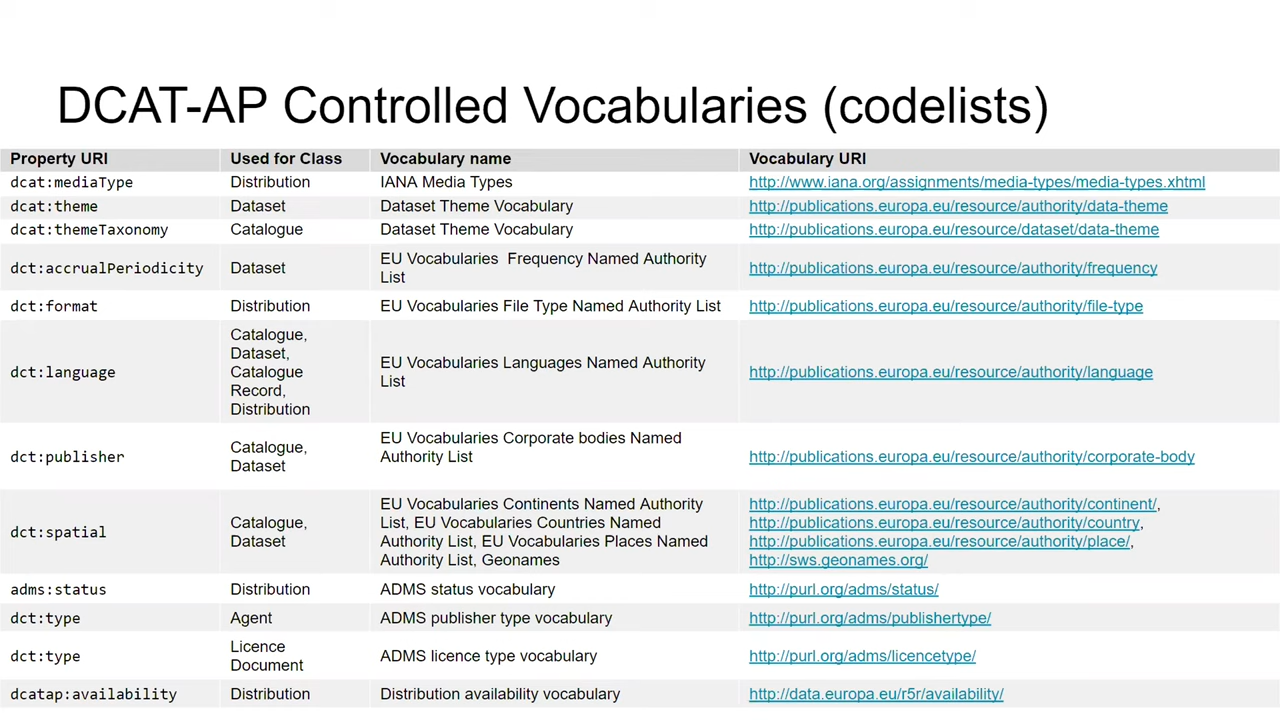 DCAT-AP Controlled Vocabularies (codelists)
Property URI Used for Class Vocabulary name Vocabulary URI
dcat:mediaType Distribution IANA Media Types http://www.iana.org/assignments/media-types/media-types.xhtml
dcat:theme Dataset Dataset Theme Vocabulary http://publications.europa.eu/resource/authority/data-theme
dcat:themeTaxonomy Catalogue Dataset Theme Vocabulary http://publications.europa.eu/resource/dataset/data-theme
dct:accrualPeriodicity Dataset EU Vocabularies Frequency Named Authority
List http://publications.europa.eu/resource/authority/frequency
dct:format Distribution EU Vocabularies File Type Named Authority List http://publications.europa.eu/resource/authority/file-type
dct:language
Catalogue,
Dataset,
Catalogue
Record,
Distribution
EU Vocabularies Languages Named Authority
List
http://publications.europa.eu/resource/authority/language
dct:publisher
Catalogue,
Dataset
EU Vocabularies Corporate bodies Named
Authority List
http://publications.europa.eu/resource/authority/corporate-body
dct:spatial
Catalogue,
Dataset
EU Vocabularies Continents Named Authority
List, EU Vocabularies Countries Named
Authority List, EU Vocabularies Places Named
Authority List, Geonames
http://publications.europa.eu/resource/authority/continent/,
http://publications.europa.eu/resource/authority/country,
http://publications.europa.eu/resource/authority/place/,
http://sws.geonames.org/
adms:status Distribution ADMS status vocabulary http://purl.org/adms/status/
dct:type Agent ADMS publisher type vocabulary http://purl.org/adms/publishertype/
dct:type
Licence
Document
ADMS licence type vocabulary http://purl.org/adms/licencetype/
dcatap:availability Distribution Distribution availability vocabulary http://data.europa.eu/r5r/availability/